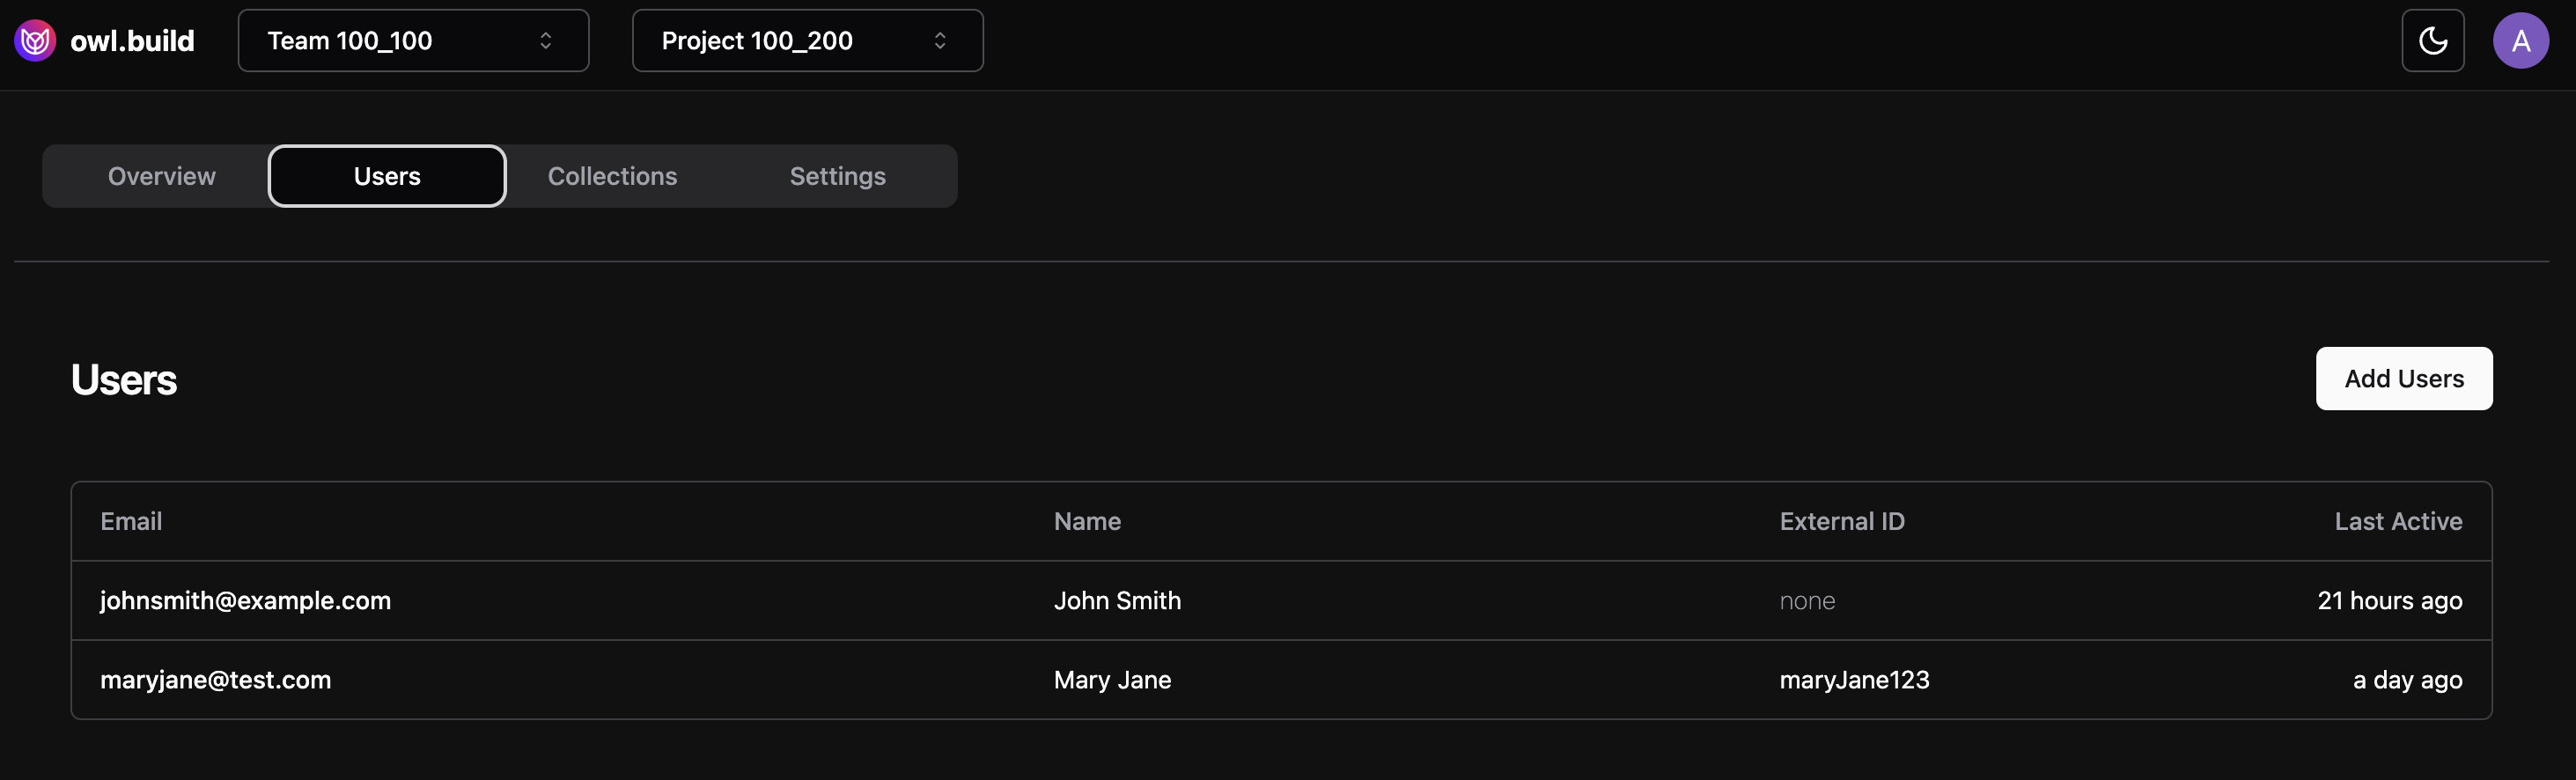 owl.build Team 100_100 Project 100_200 A
Overview Users Collections Settings
Users Add Users
Email Name External ID Last Active
johnsmith@example.com John Smith none 21 hours ago
maryjane@test.com Mary Jane maryJane123 a day ago